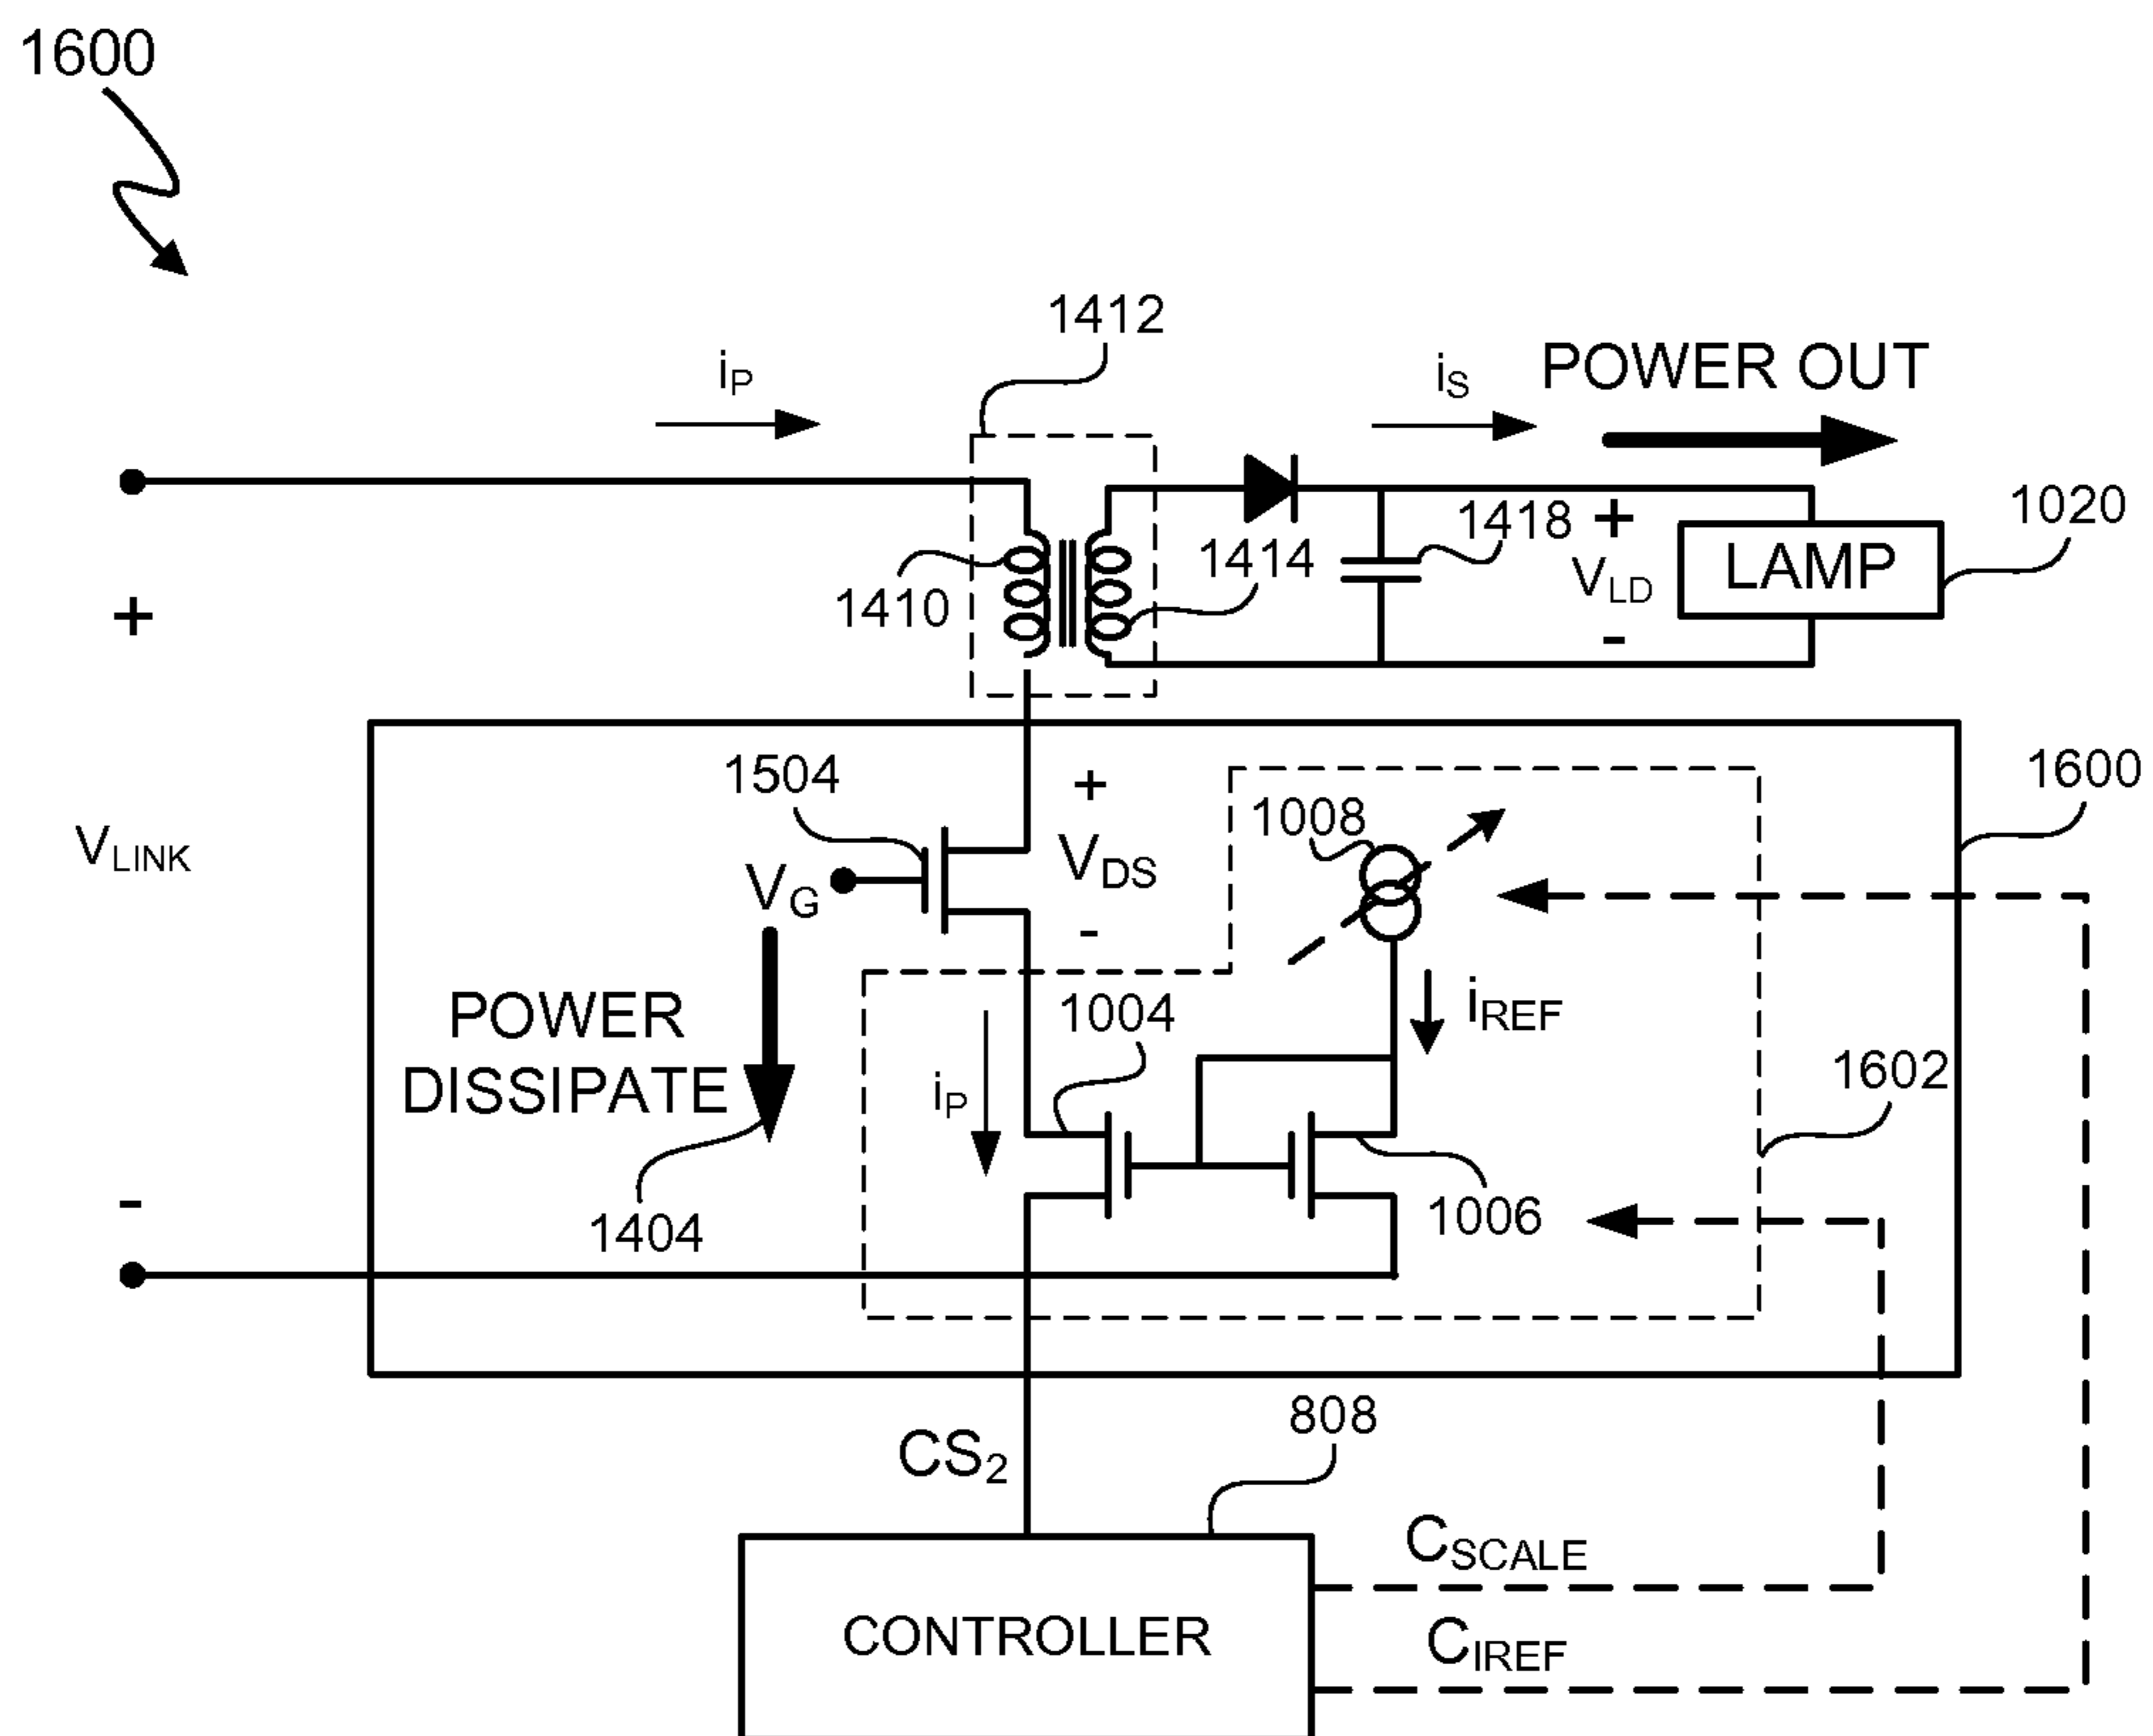 1600
1412
iP
iS
POWER OUT
1020
1418
+
1414
VLD
LAMP
1410
+
-
1504
+
1600
1008
VLINK
VG
VDS
-
POWER
DISSIPATE
1004
iREF
iP
1602
-
1404
1006
808
CS2
CSCALE
CONTROLLER
CIREF